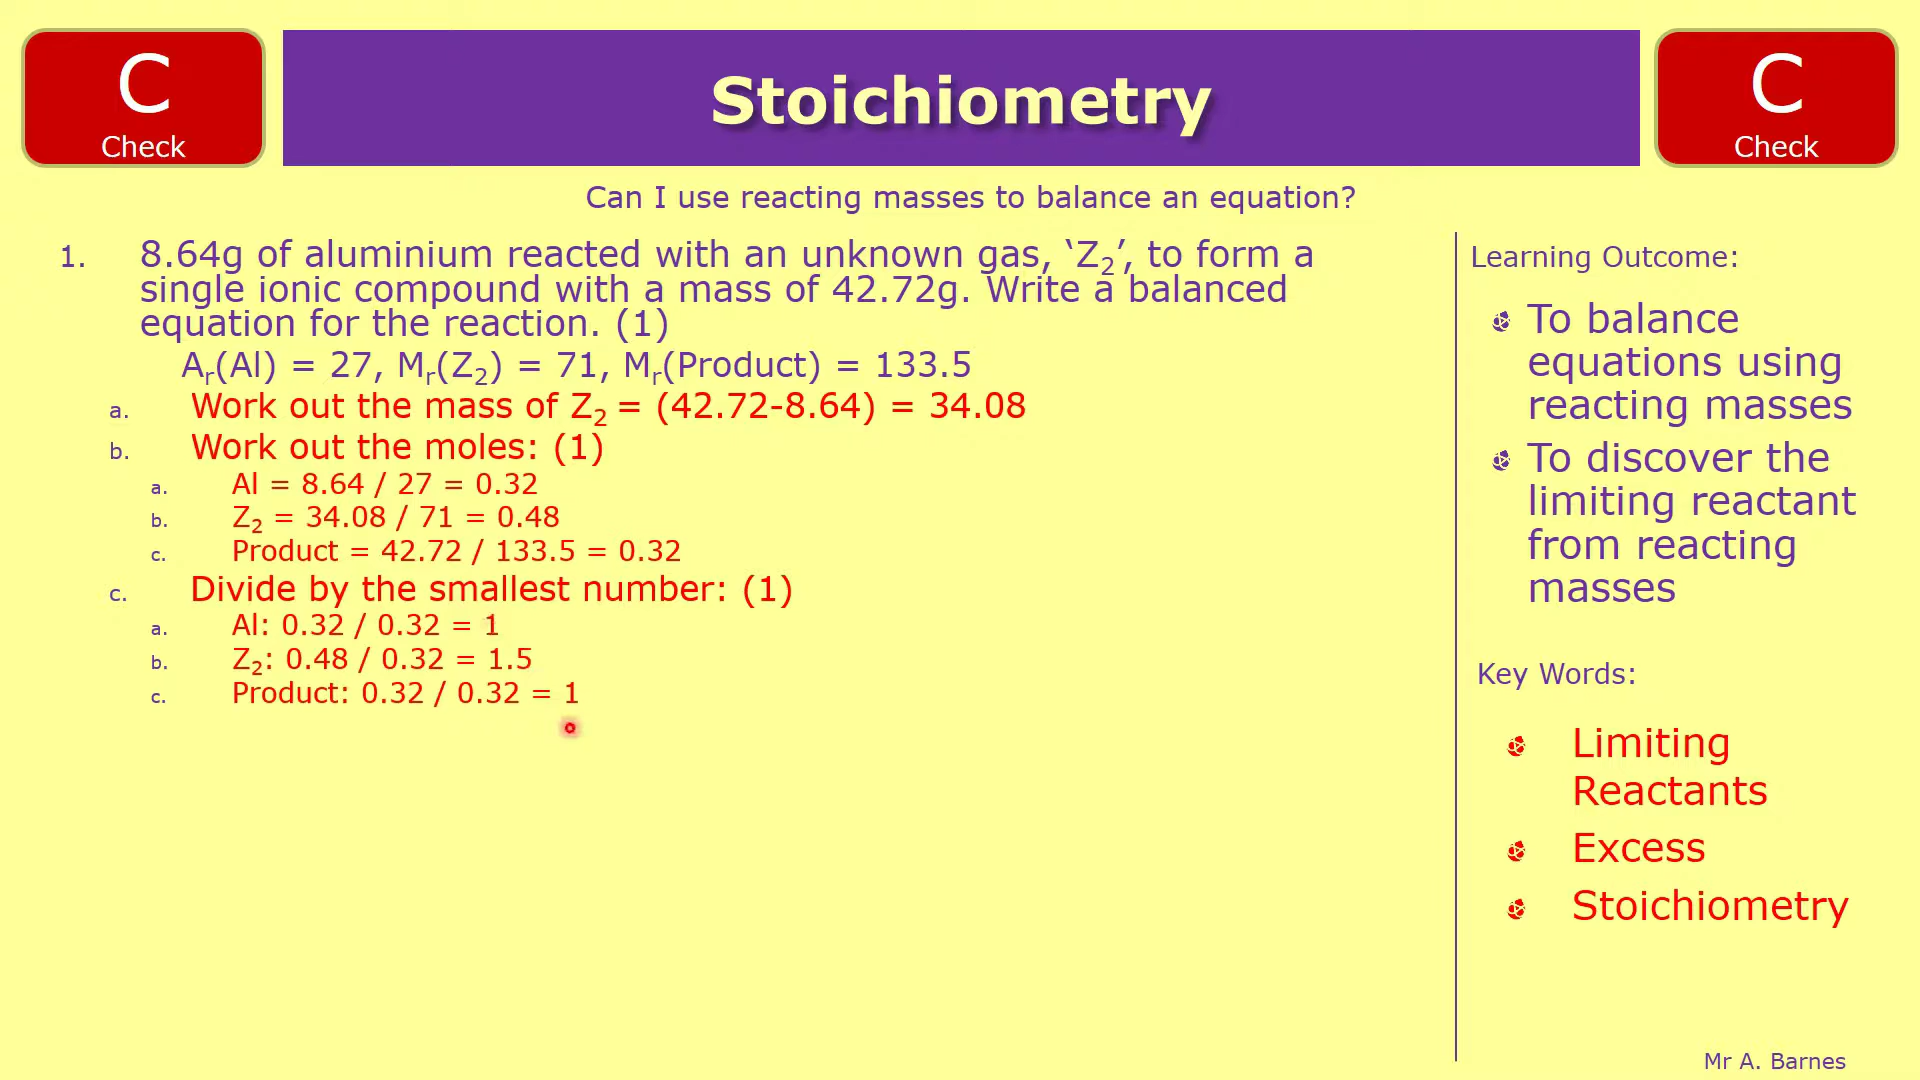 C
Check
Stoichiometry
C
Check
Can I use reacting masses to balance an equation?
1. 8.64g of aluminium reacted with an unknown gas, ‘Z₂’, to form a
single ionic compound with a mass of 42.72g. Write a balanced
equation for the reaction. (1)
Aᵣ(Al) = 27, Mᵣ(Z₂) = 71, Mᵣ(Product) = 133.5
a. Work out the mass of Z₂ = (42.72-8.64) = 34.08
b. Work out the moles: (1)
a. Al = 8.64 / 27 = 0.32
b. Z₂ = 34.08 / 71 = 0.48
c. Product = 42.72 / 133.5 = 0.32
c. Divide by the smallest number: (1)
a. Al: 0.32 / 0.32 = 1
b. Z₂: 0.48 / 0.32 = 1.5
c. Product: 0.32 / 0.32 = 1
Learning Outcome:
To balance
equations using
reacting masses
To discover the
limiting reactant
from reacting
masses
Key Words:
Limiting
Reactants
Excess
Stoichiometry
Mr A. Barnes